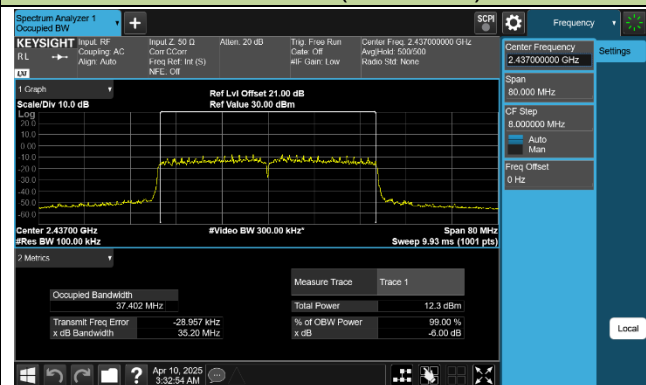 Spectrum Analyzer 1
Occupied BW
SCPI
Frequency
KEYSIGHT
RL
LXI
Input: RF
Coupling: AC
Align: Auto
Input Z: 50 Ω
Corr CCorr
Freq Ref: Int (S)
NFE: Off
Atten: 20 dB
Trig: Free Run
Gate: Off
#IF Gain: Low
Center Freq: 2.437000000 GHz
Avg|Hold: 500/500
Radio Std: None
Center Frequency
2.437000000 GHz
Settings
Span
80.000 MHz
CF Step
8.000000 MHz
Auto
Man
Freq Offset
0 Hz
Local
1 Graph
Scale/Div 10.0 dB
Ref Lvl Offset 21.00 dB
Ref Value 30.00 dBm
Log
20.0
10.0
0.00
-10.0
-20.0
-30.0
-40.0
-50.0
-60.0
Center 2.43700 GHz
#Res BW 100.00 kHz
#Video BW 300.00 kHz*
Span 80 MHz
Sweep 9.93 ms (1001 pts)
2 Metrics
Measure Trace Trace 1
Occupied Bandwidth
37.402 MHz
Total Power 12.3 dBm
Transmit Freq Error -28.957 kHz
% of OBW Power 99.00 %
x dB Bandwidth 35.20 MHz
x dB -6.00 dB
Apr 10, 2025
3:32:54 AM